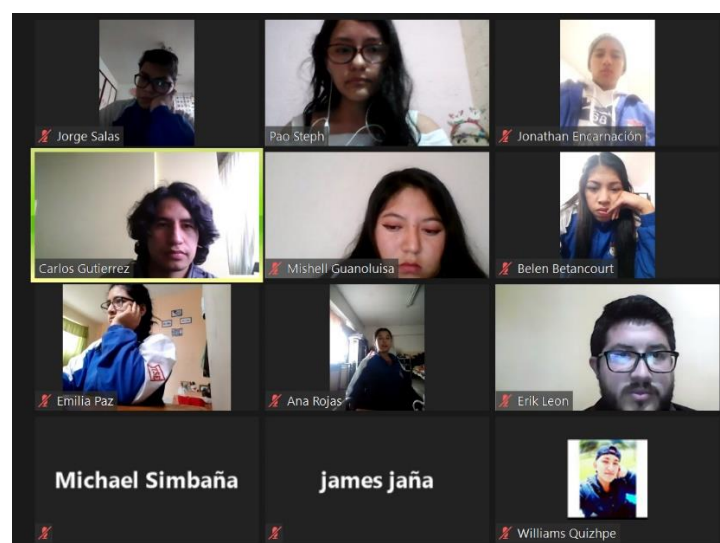 Jorge Salas
Pao Steph
Jonathan Encarnación
Carlos Gutierrez
Mishell Guanoluisa
Belen Betancourt
Emilia Paz
Ana Rojas
Erik Leon
Michael Simbaña
james jaña
Williams Quizhpe